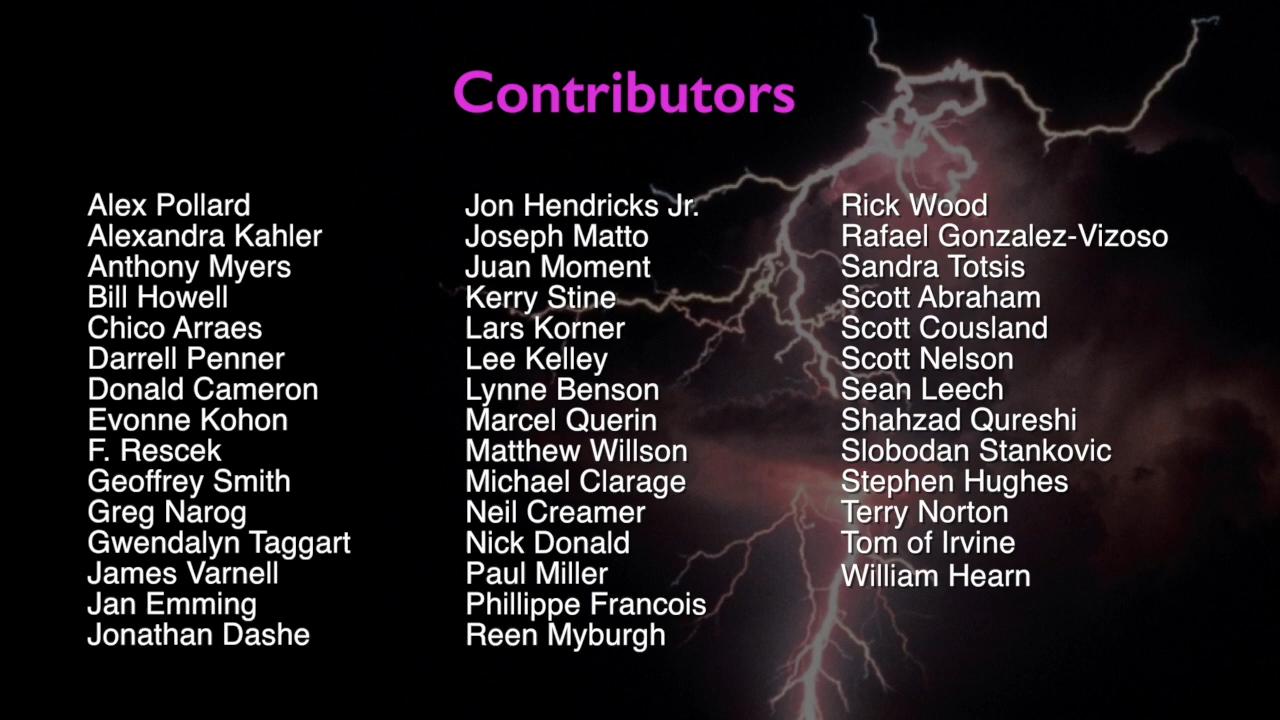 Contributors
Alex Pollard
Alexandra Kahler
Anthony Myers
Bill Howell
Chico Arraes
Darrell Penner
Donald Cameron
Evonne Kohon
F. Rescek
Geoffrey Smith
Greg Narog
Gwendalyn Taggart
James Varnell
Jan Emming
Jonathan Dashe
Jon Hendricks Jr.
Joseph Matto
Juan Moment
Kerry Stine
Lars Korner
Lee Kelley
Lynne Benson
Marcel Querin
Matthew Willson
Michael Clarage
Neil Creamer
Nick Donald
Paul Miller
Phillippe Francois
Reen Myburgh
Rick Wood
Rafael Gonzalez-Vizoso
Sandra Totsis
Scott Abraham
Scott Cousland
Scott Nelson
Sean Leech
Shahzad Qureshi
Slobodan Stankovic
Stephen Hughes
Terry Norton
Tom of Irvine
William Hearn